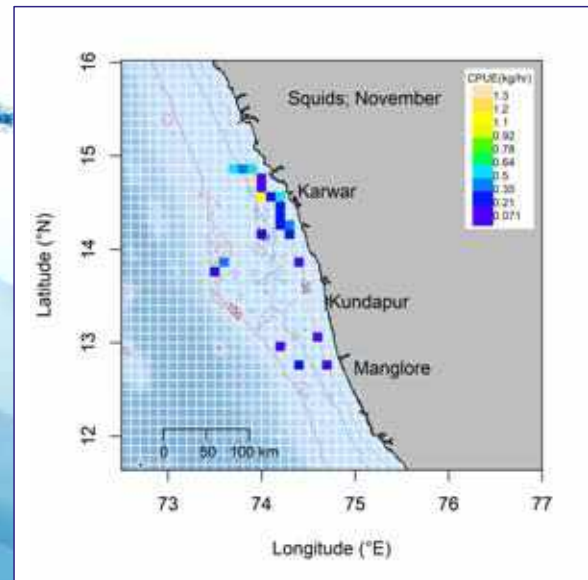 Squids; November
CPUE(kg/hr)
1.3
1.2
1.1
0.92
0.78
0.64
0.5
0.35
0.21
0.071
Karwar
Kundapur
Manglore
0 50 100 km
16
15
14
13
12
Latitude (°N)
73 74 75 76 77
Longitude (°E)